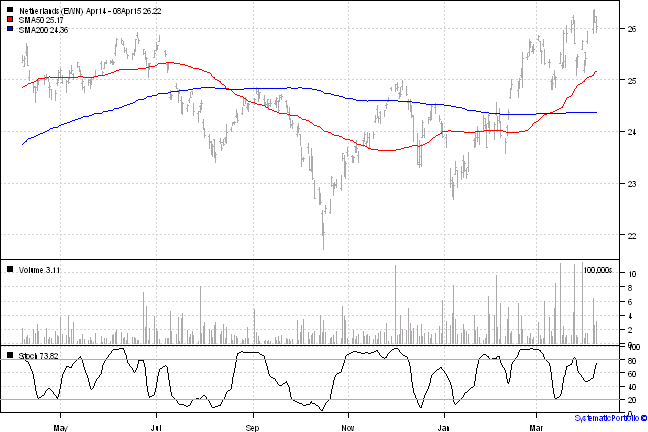 Netherlands (EWN) Apr14 - 08Apr15 26.22
SMA50 25.17
SMA200 24.36
26
25
24
23
22
Volume 3.11
100,000s
10
8
6
4
2
0
Stoch 73.82
100
80
60
40
20
0
May Jul Sep Nov Jan Mar
SystematicPortfolio ©